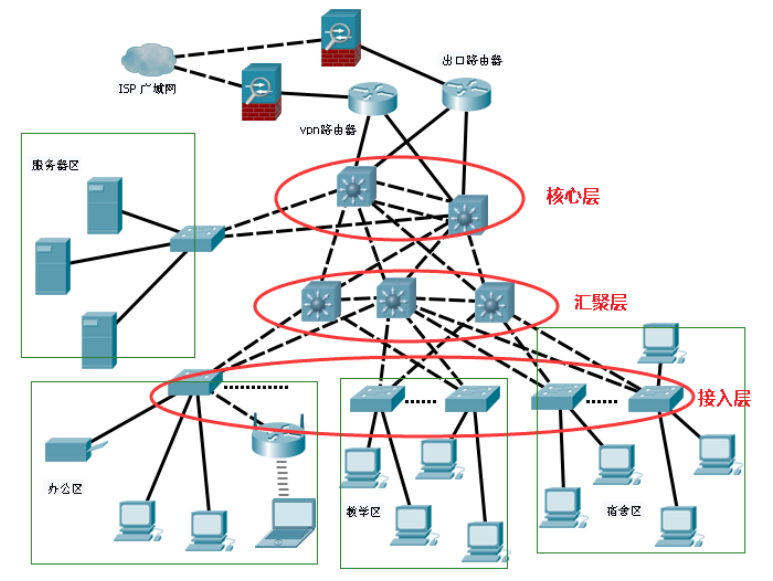 出口路由器
ISP 广域网
vpn路由器
服务器区
核心层
汇聚层
接入层
办公区
教学区
宿舍区